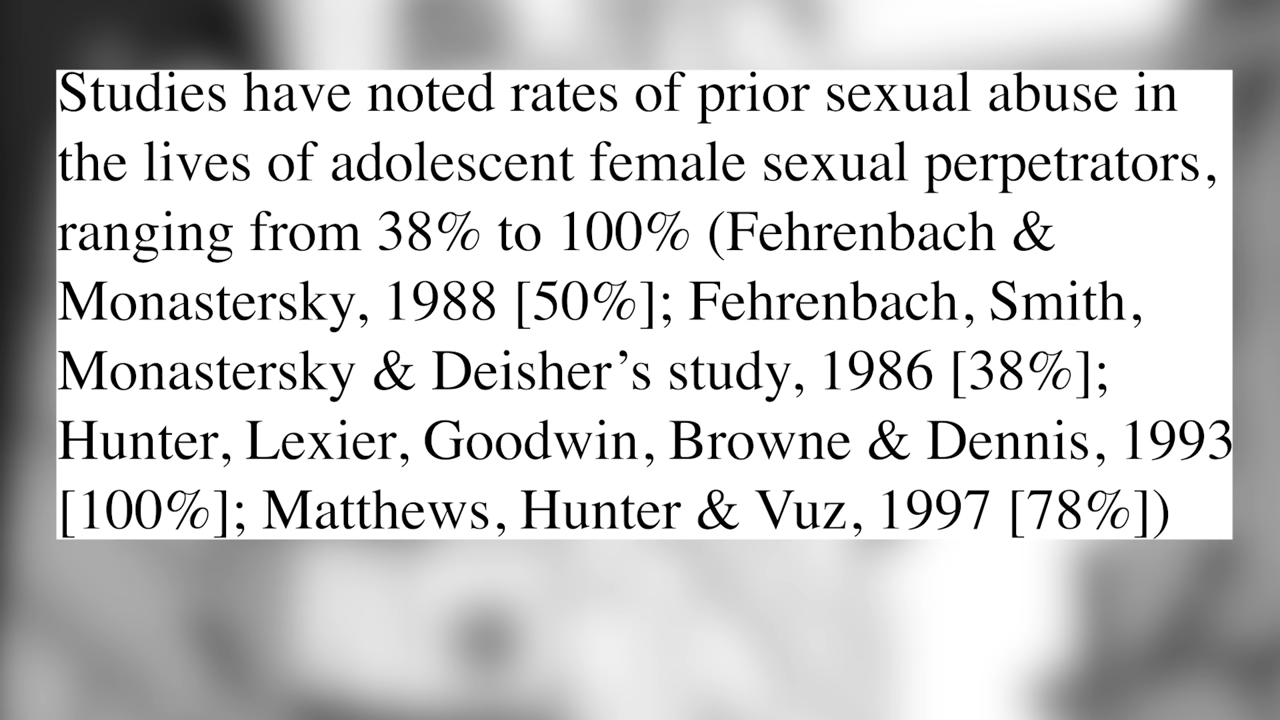 Studies have noted rates of prior sexual abuse in
the lives of adolescent female sexual perpetrators,
ranging from 38% to 100% (Fehrenbach &
Monastersky, 1988 [50%]; Fehrenbach, Smith,
Monastersky & Deisher’s study, 1986 [38%];
Hunter, Lexier, Goodwin, Browne & Dennis, 1993
[100%]; Matthews, Hunter & Vuz, 1997 [78%])